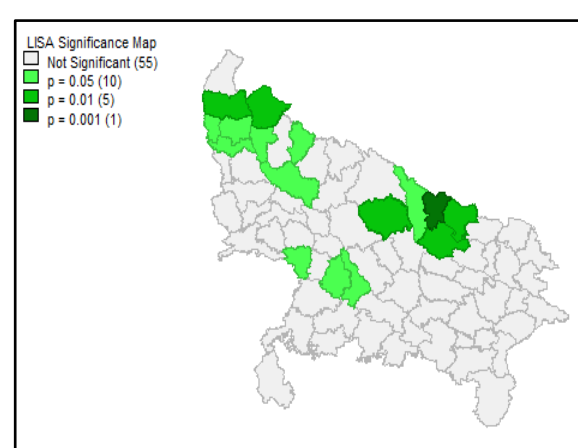 LISA Significance Map
Not Significant (55)
p = 0.05 (10)
p = 0.01 (5)
p = 0.001 (1)